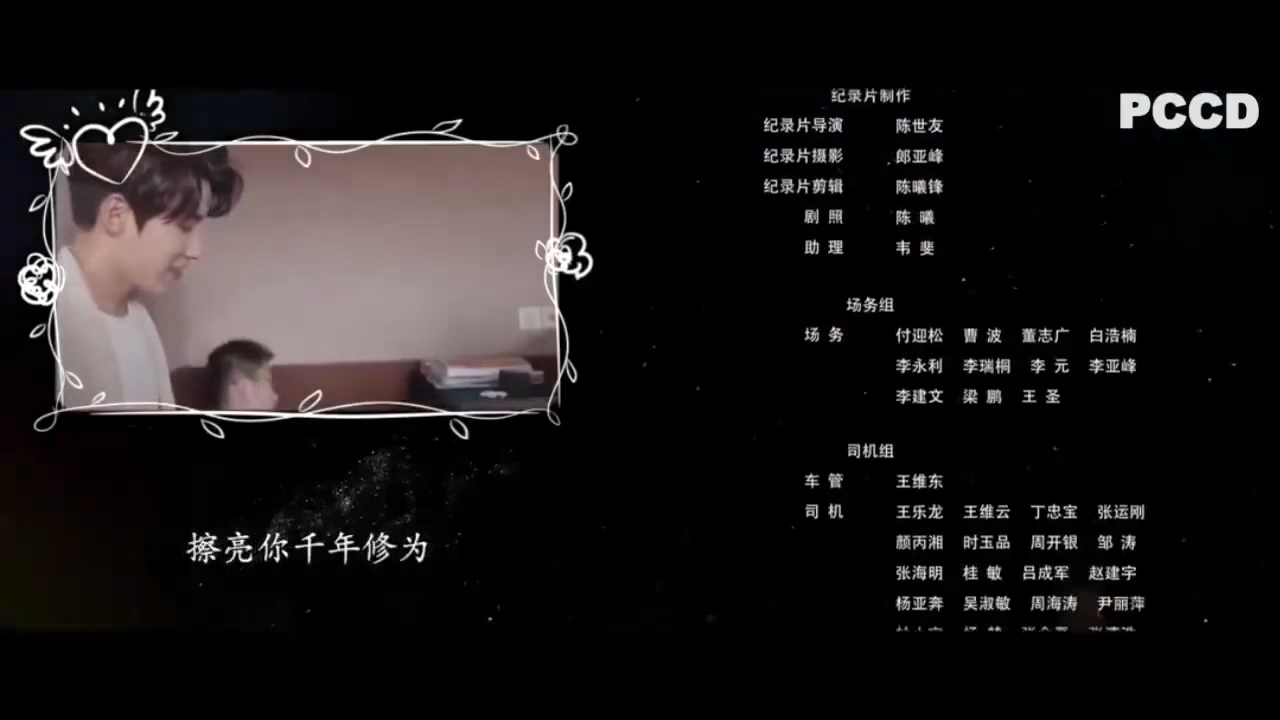 PCCD
纪录片制作
纪录片导演 陈世友
纪录片摄影 郎亚峰
纪录片剪辑 陈曦锋
剧 照 陈 曦
助 理 韦 斐
场务组
场 务 付迎松 曹 波 董志广 白浩楠
李永利 李瑞桐 李 元 李亚峰
李建文 梁 鹏 王 圣
司机组
车 管 王维东
司 机 王乐龙 王维云 丁忠宝 张运刚
颜丙湘 时玉品 周开银 邹 涛
张海明 桂 敏 吕成军 赵建宇
杨亚奔 吴淑敏 周海涛 尹丽萍
擦亮你千年修为